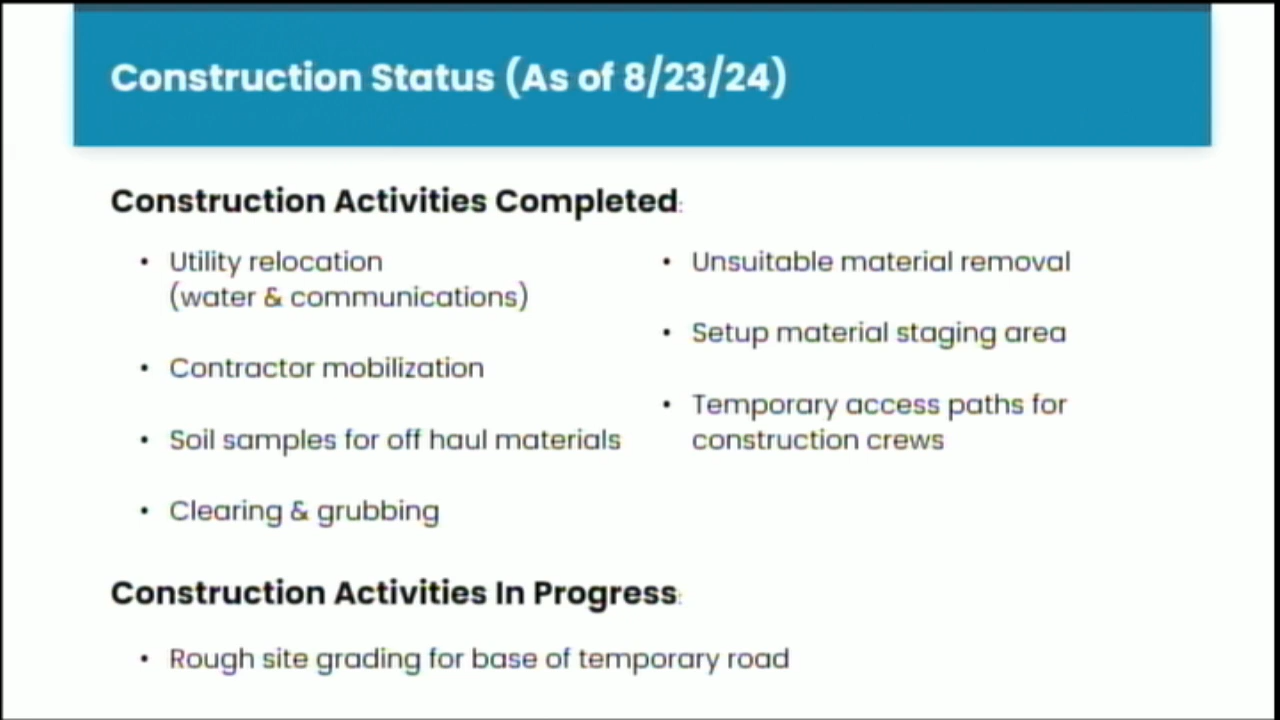 Construction Status (As of 8/23/24)
Construction Activities Completed:
• Utility relocation
(water & communications)
• Contractor mobilization
• Soil samples for off haul materials
• Clearing & grubbing
• Unsuitable material removal
• Setup material staging area
• Temporary access paths for
construction crews
Construction Activities In Progress:
• Rough site grading for base of temporary road